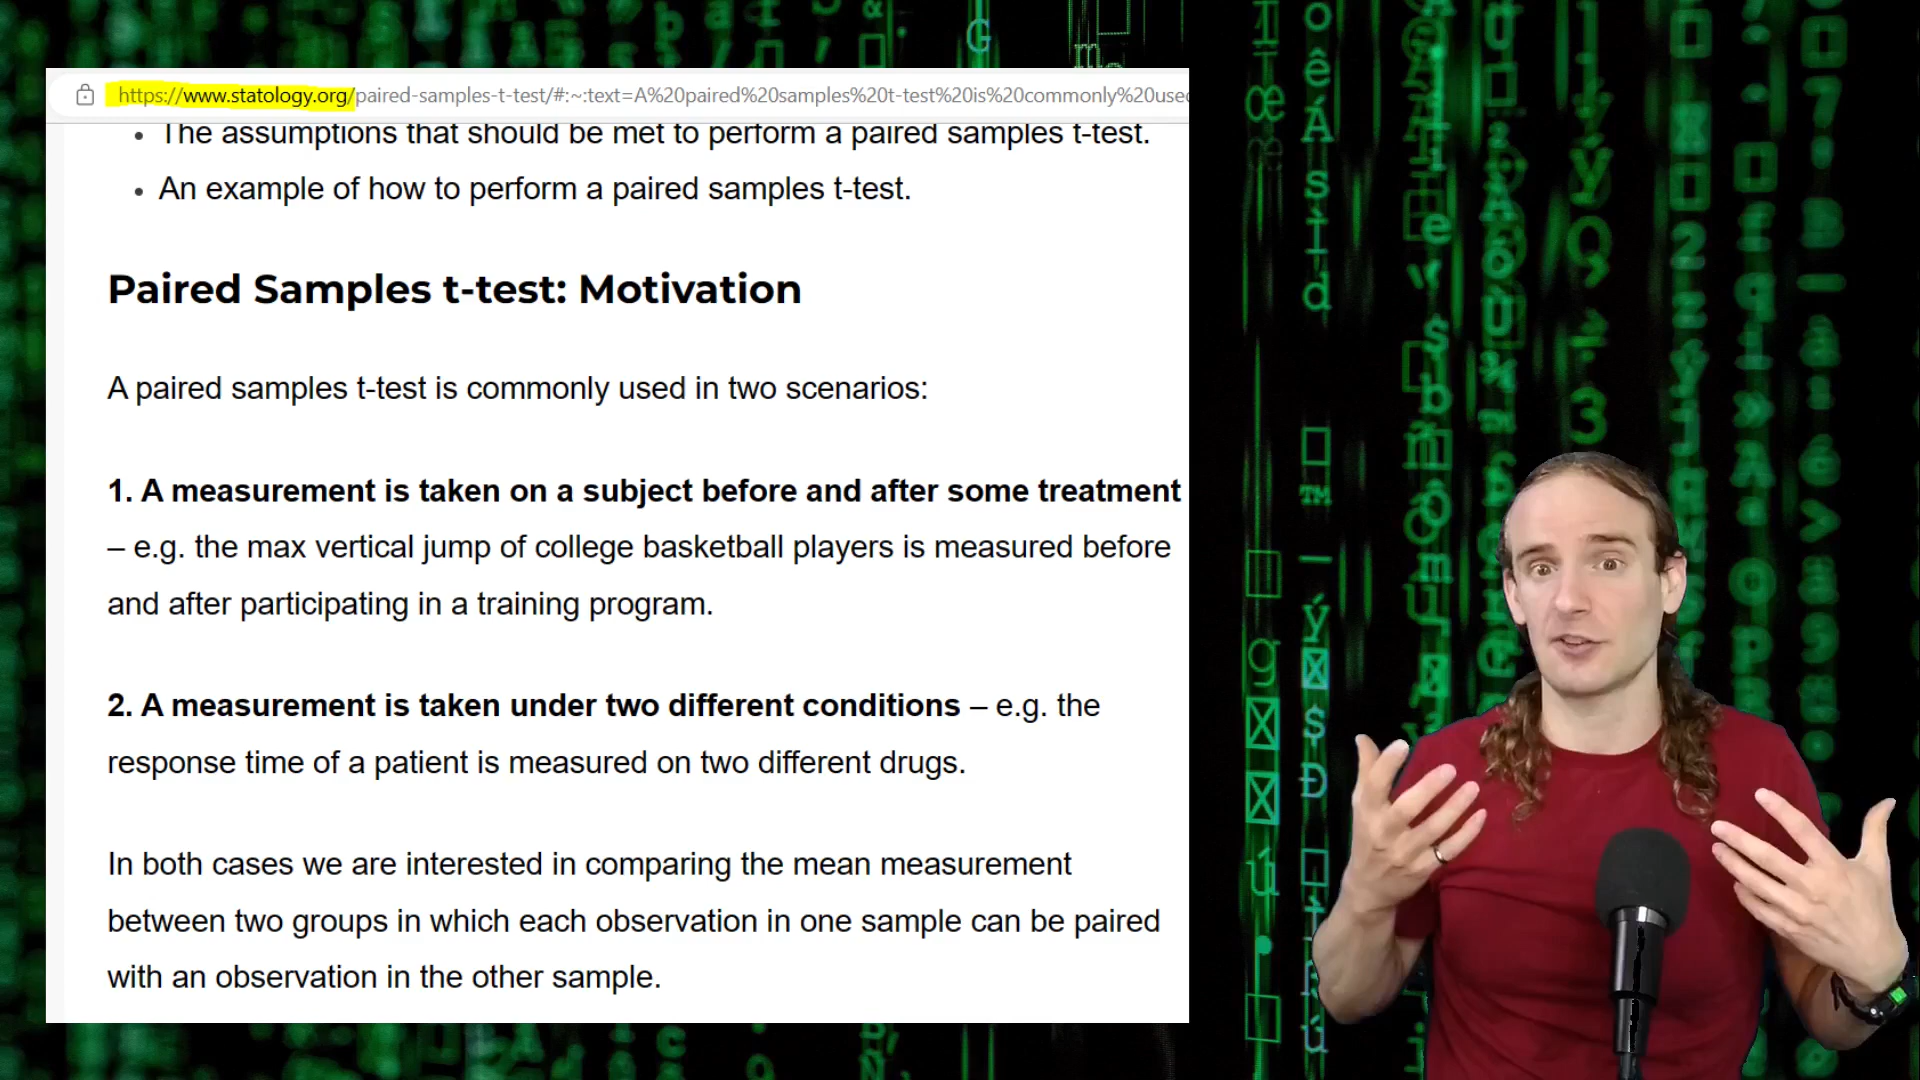 https://www.statology.org/paired-samples-t-test/#:~:text=A%20paired%20samples%20t-test%20is%20commonly%20used
• The assumptions that should be met to perform a paired samples t-test.
• An example of how to perform a paired samples t-test.
Paired Samples t-test: Motivation
A paired samples t-test is commonly used in two scenarios:
1. A measurement is taken on a subject before and after some treatment
– e.g. the max vertical jump of college basketball players is measured before
and after participating in a training program.
2. A measurement is taken under two different conditions – e.g. the
response time of a patient is measured on two different drugs.
In both cases we are interested in comparing the mean measurement
between two groups in which each observation in one sample can be paired
with an observation in the other sample.